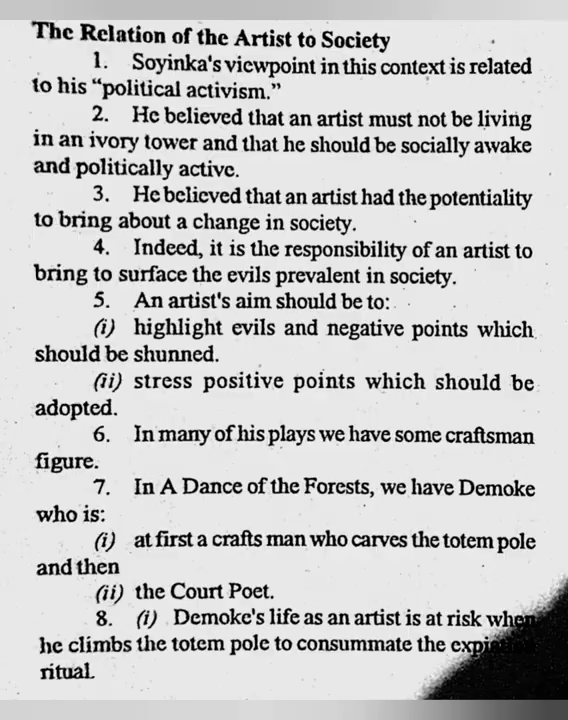 The Relation of the Artist to Society
1. Soyinka's viewpoint in this context is related
to his “political activism.”
2. He believed that an artist must not be living
in an ivory tower and that he should be socially awake
and politically active.
3. He believed that an artist had the potentiality
to bring about a change in society.
4. Indeed, it is the responsibility of an artist to
bring to surface the evils prevalent in society.
5. An artist's aim should be to:
(i) highlight evils and negative points which
should be shunned.
(ii) stress positive points which should be
adopted.
6. In many of his plays we have some craftsman
figure.
7. In A Dance of the Forests, we have Demoke
who is:
(i) at first a crafts man who carves the totem pole
and then
(ii) the Court Poet.
8. (i) Demoke's life as an artist is at risk when
he climbs the totem pole to consummate the
ritual.